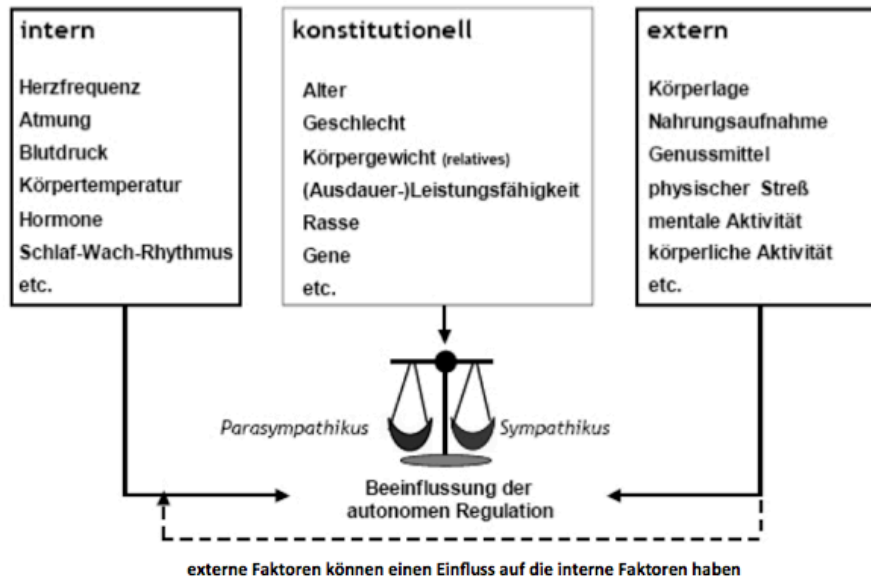 intern
Herzfrequenz
Atmung
Blutdruck
Körpertemperatur
Hormone
Schlaf-Wach-Rhythmus
etc.
konstitutionell
Alter
Geschlecht
Körpergewicht (relatives)
(Ausdauer-)Leistungsfähigkeit
Rasse
Gene
etc.
extern
Körperlage
Nahrungsaufnahme
Genussmittel
physischer Streß
mentale Aktivität
körperliche Aktivität
etc.
Parasympathikus
Sympathikus
Beeinflussung der
autonomen Regulation
externe Faktoren können einen Einfluss auf die interne Faktoren haben